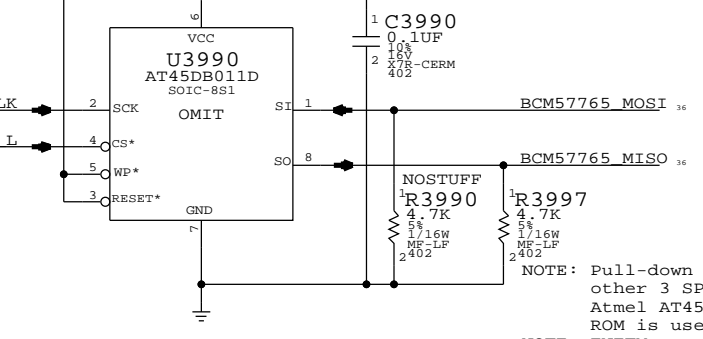 6
VCC
U3990
AT45DB011D
SOIC-8S1
OMIT
1 C3990
0.1UF
10%
16V
2 X7R-CERM
402
LK 2 SCK
SI 1 BCM57765_MOSI 36
L 4 CS*
5 WP*
SO 8 BCM57765_MISO 36
3 RESET*
GND
7
NOSTUFF
1 R3990
4.7K
5%
1/16W
MF-LF
2 402
1 R3997
4.7K
5%
1/16W
MF-LF
2 402
NOTE: Pull-down
other 3 SP
Atmel AT45
ROM is use